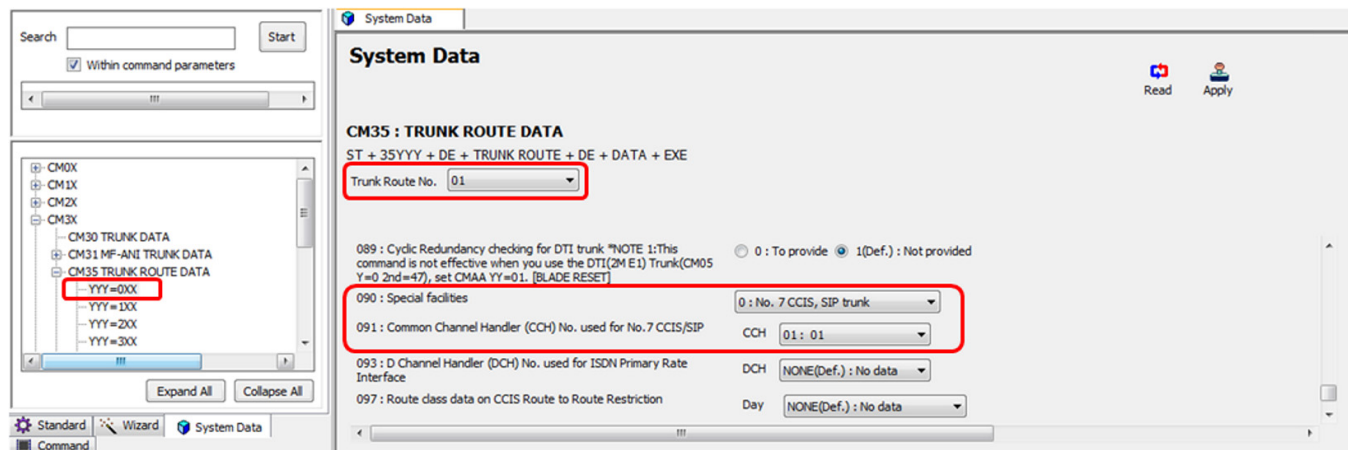 Search
Start
Within command parameters
CM0X
CM1X
CM2X
CM3X
CM30 TRUNK DATA
CM31 MF-ANI TRUNK DATA
CM35 TRUNK ROUTE DATA
YYY=0XX
YYY=1XX
YYY=2XX
YYY=3XX
Expand All
Collapse All
Standard
Wizard
System Data
Command
System Data
System Data
Read
Apply
CM35 : TRUNK ROUTE DATA
ST + 35YYY + DE + TRUNK ROUTE + DE + DATA + EXE
Trunk Route No. 01
089 : Cyclic Redundancy checking for DTI trunk "NOTE 1:This
command is not effective when you use the DTI(2M E1) Trunk(CM05
Y=0 2nd=47), set CMAA YY=01. [BLADE RESET]
0 : To provide 1(Def.) : Not provided
090 : Special facilities
0 : No. 7 CCIS, SIP trunk
091 : Common Channel Handler (CCH) No. used for No.7 CCIS/SIP
CCH 01 : 01
093 : D Channel Handler (DCH) No. used for ISDN Primary Rate
Interface
DCH NONE(Def.) : No data
097 : Route class data on CCIS Route to Route Restriction
Day NONE(Def.) : No data